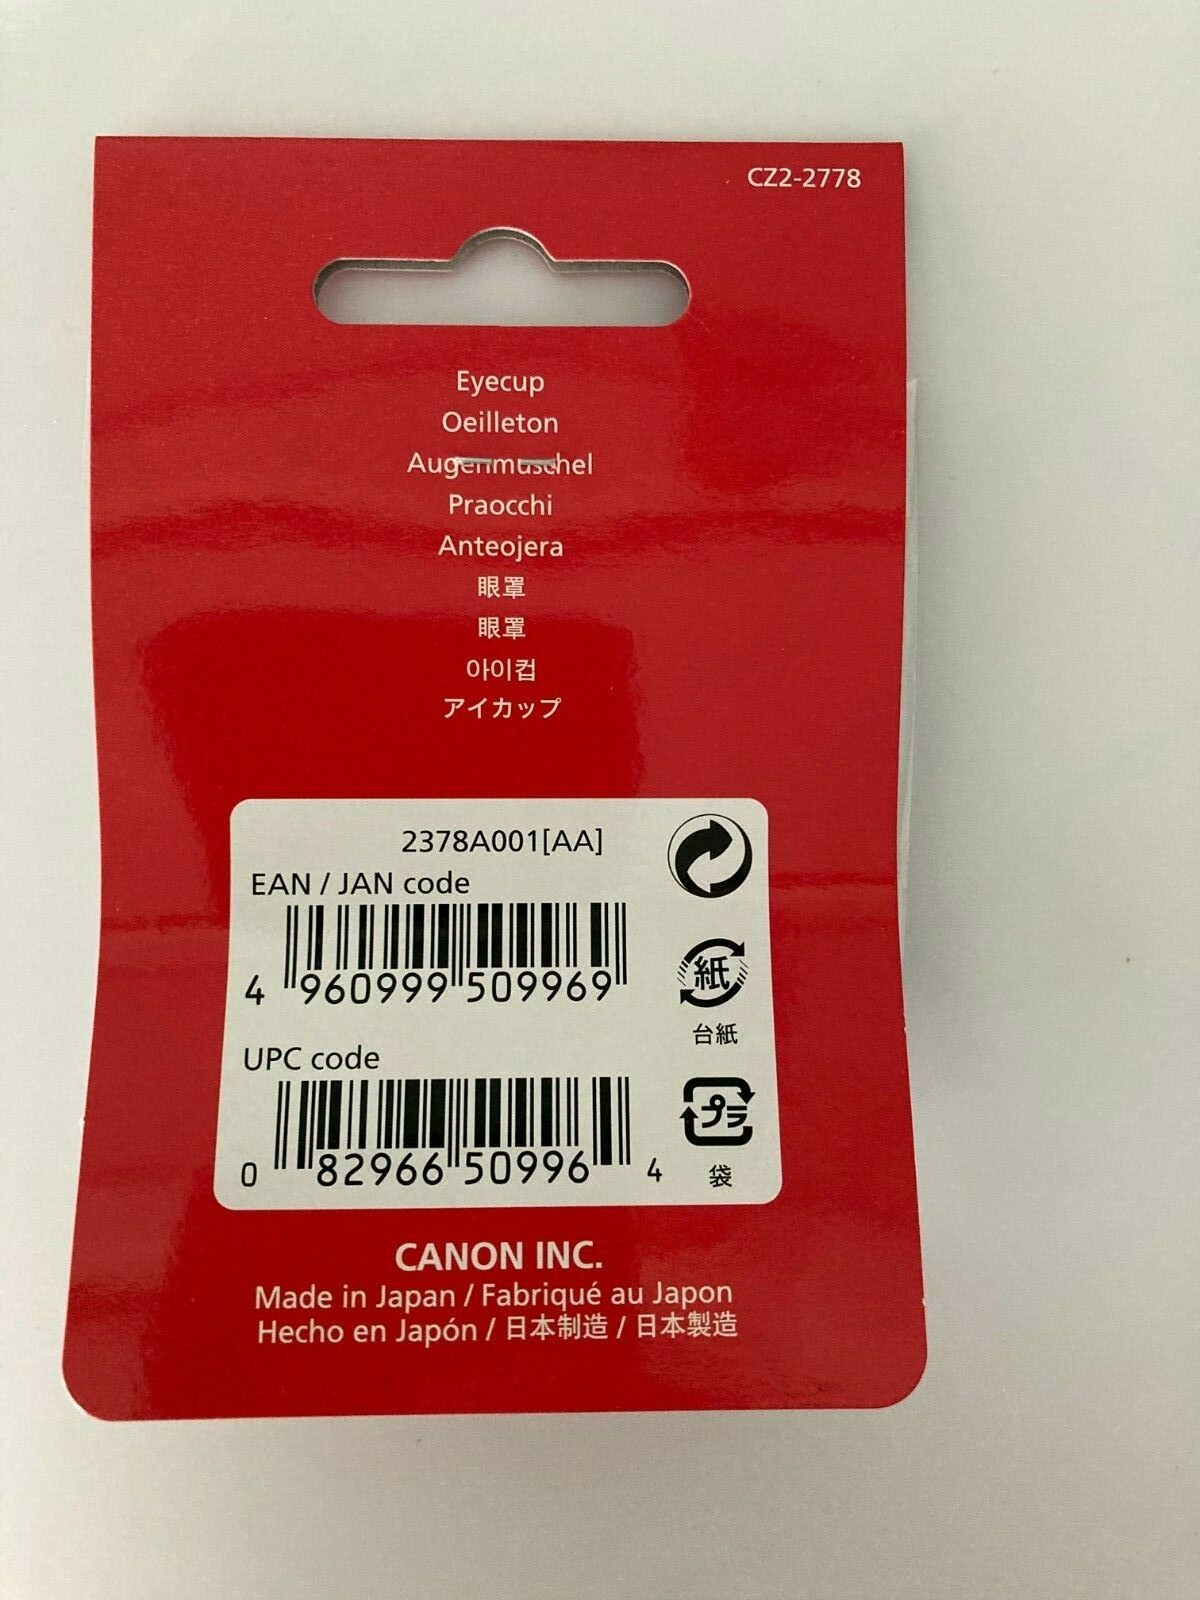 CZ2-2778
Eyecup
Oeilleton
Augenmuschel
Praocchi
Anteojera
眼罩
眼罩
아이컵
アイカップ
2378A001[AA]
EAN / JAN code
4 960999 509969
紙
台紙
UPC code
0 82966 50996 4
プラ
袋
CANON INC.
Made in Japan / Fabriqué au Japon
Hecho en Japón / 日本制造 / 日本製造